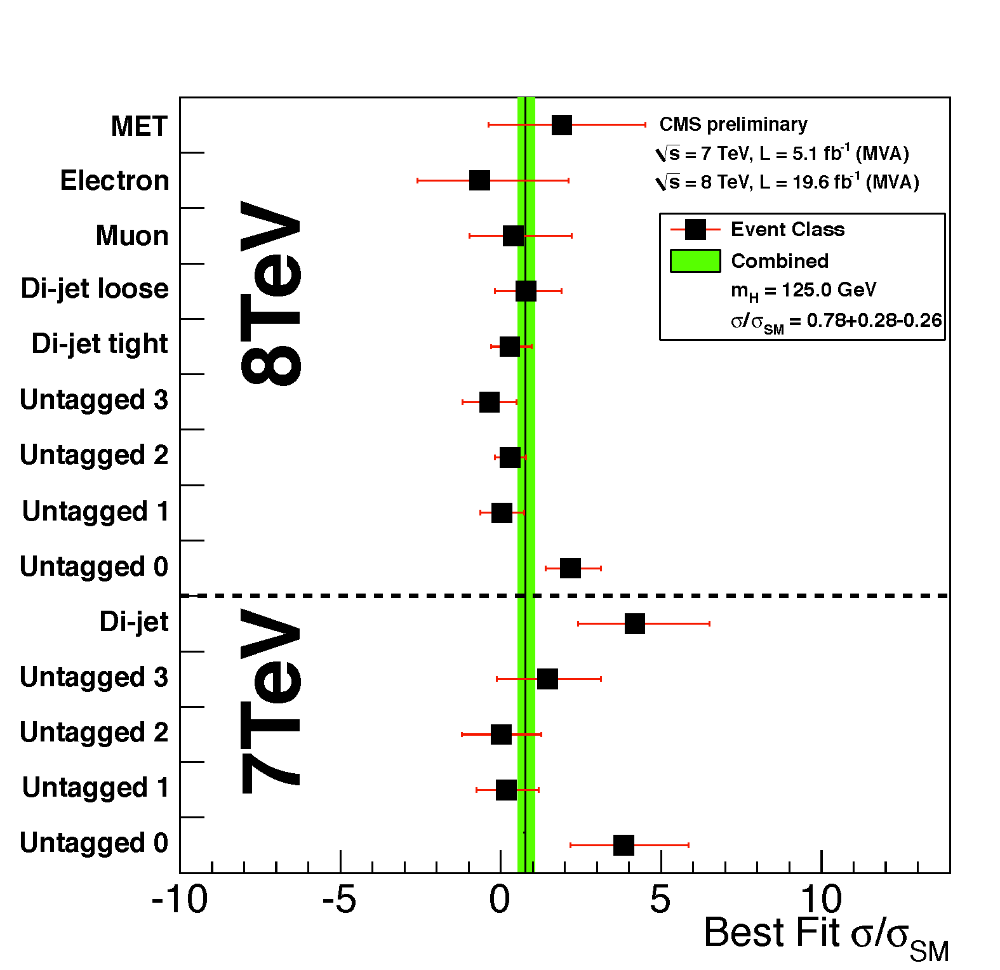 MET
Electron
Muon
Di-jet loose
Di-jet tight
Untagged 3
Untagged 2
Untagged 1
Untagged 0
Di-jet
Untagged 3
Untagged 2
Untagged 1
Untagged 0
8TeV
7TeV
CMS preliminary
√s = 7 TeV, L = 5.1 fb-1 (MVA)
√s = 8 TeV, L = 19.6 fb-1 (MVA)
Event Class
Combined
mH = 125.0 GeV
σ/σSM = 0.78+0.28-0.26
-10 -5 0 5 10
Best Fit σ/σSM